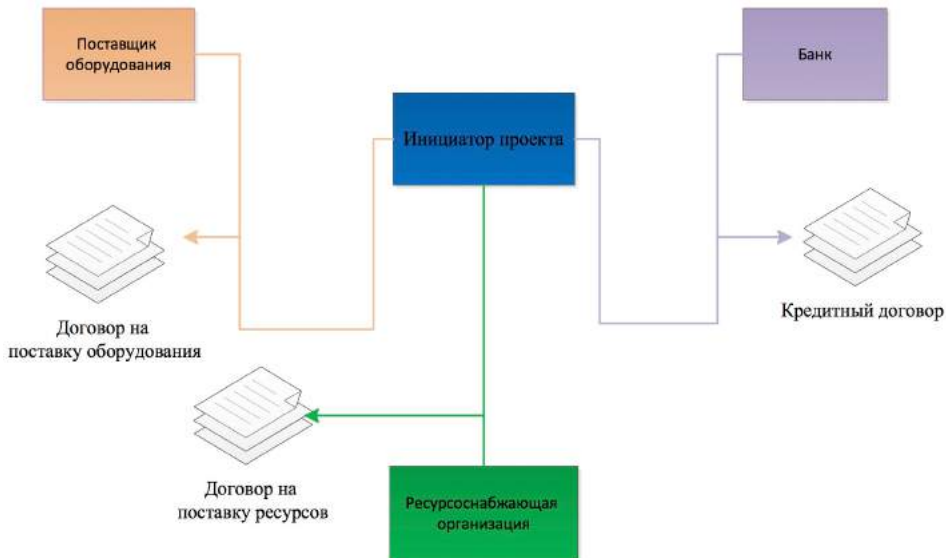 Поставщик
оборудования
Банк
Инициатор проекта
Договор на
поставку оборудования
Кредитный договор
Договор на
поставку ресурсов
Ресурсоснабжающая
организация